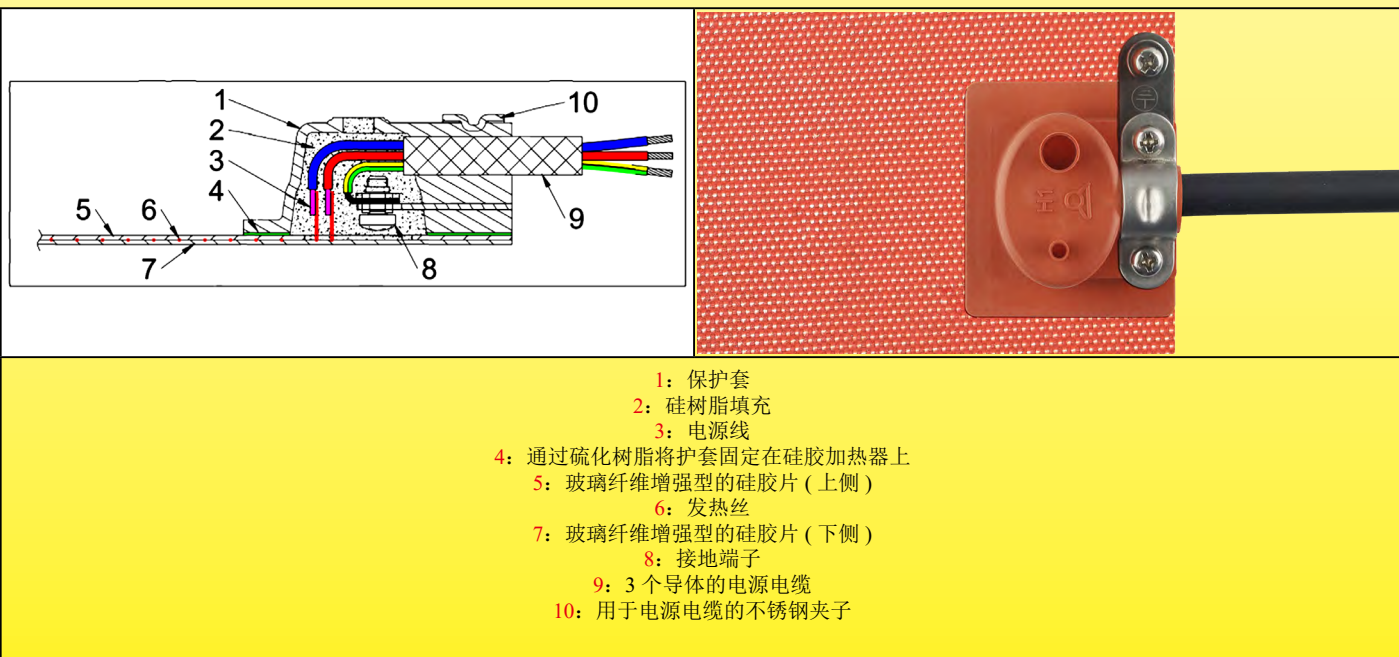 1
2
3
4
5
6
7
8
9
10
1：保护套
2：硅树脂填充
3：电源线
4：通过硫化树脂将护套固定在硅胶加热器上
5：玻璃纤维增强型的硅胶片 ( 上侧 )
6：发热丝
7：玻璃纤维增强型的硅胶片 ( 下侧 )
8：接地端子
9：3 个导体的电源电缆
10：用于电源电缆的不锈钢夹子